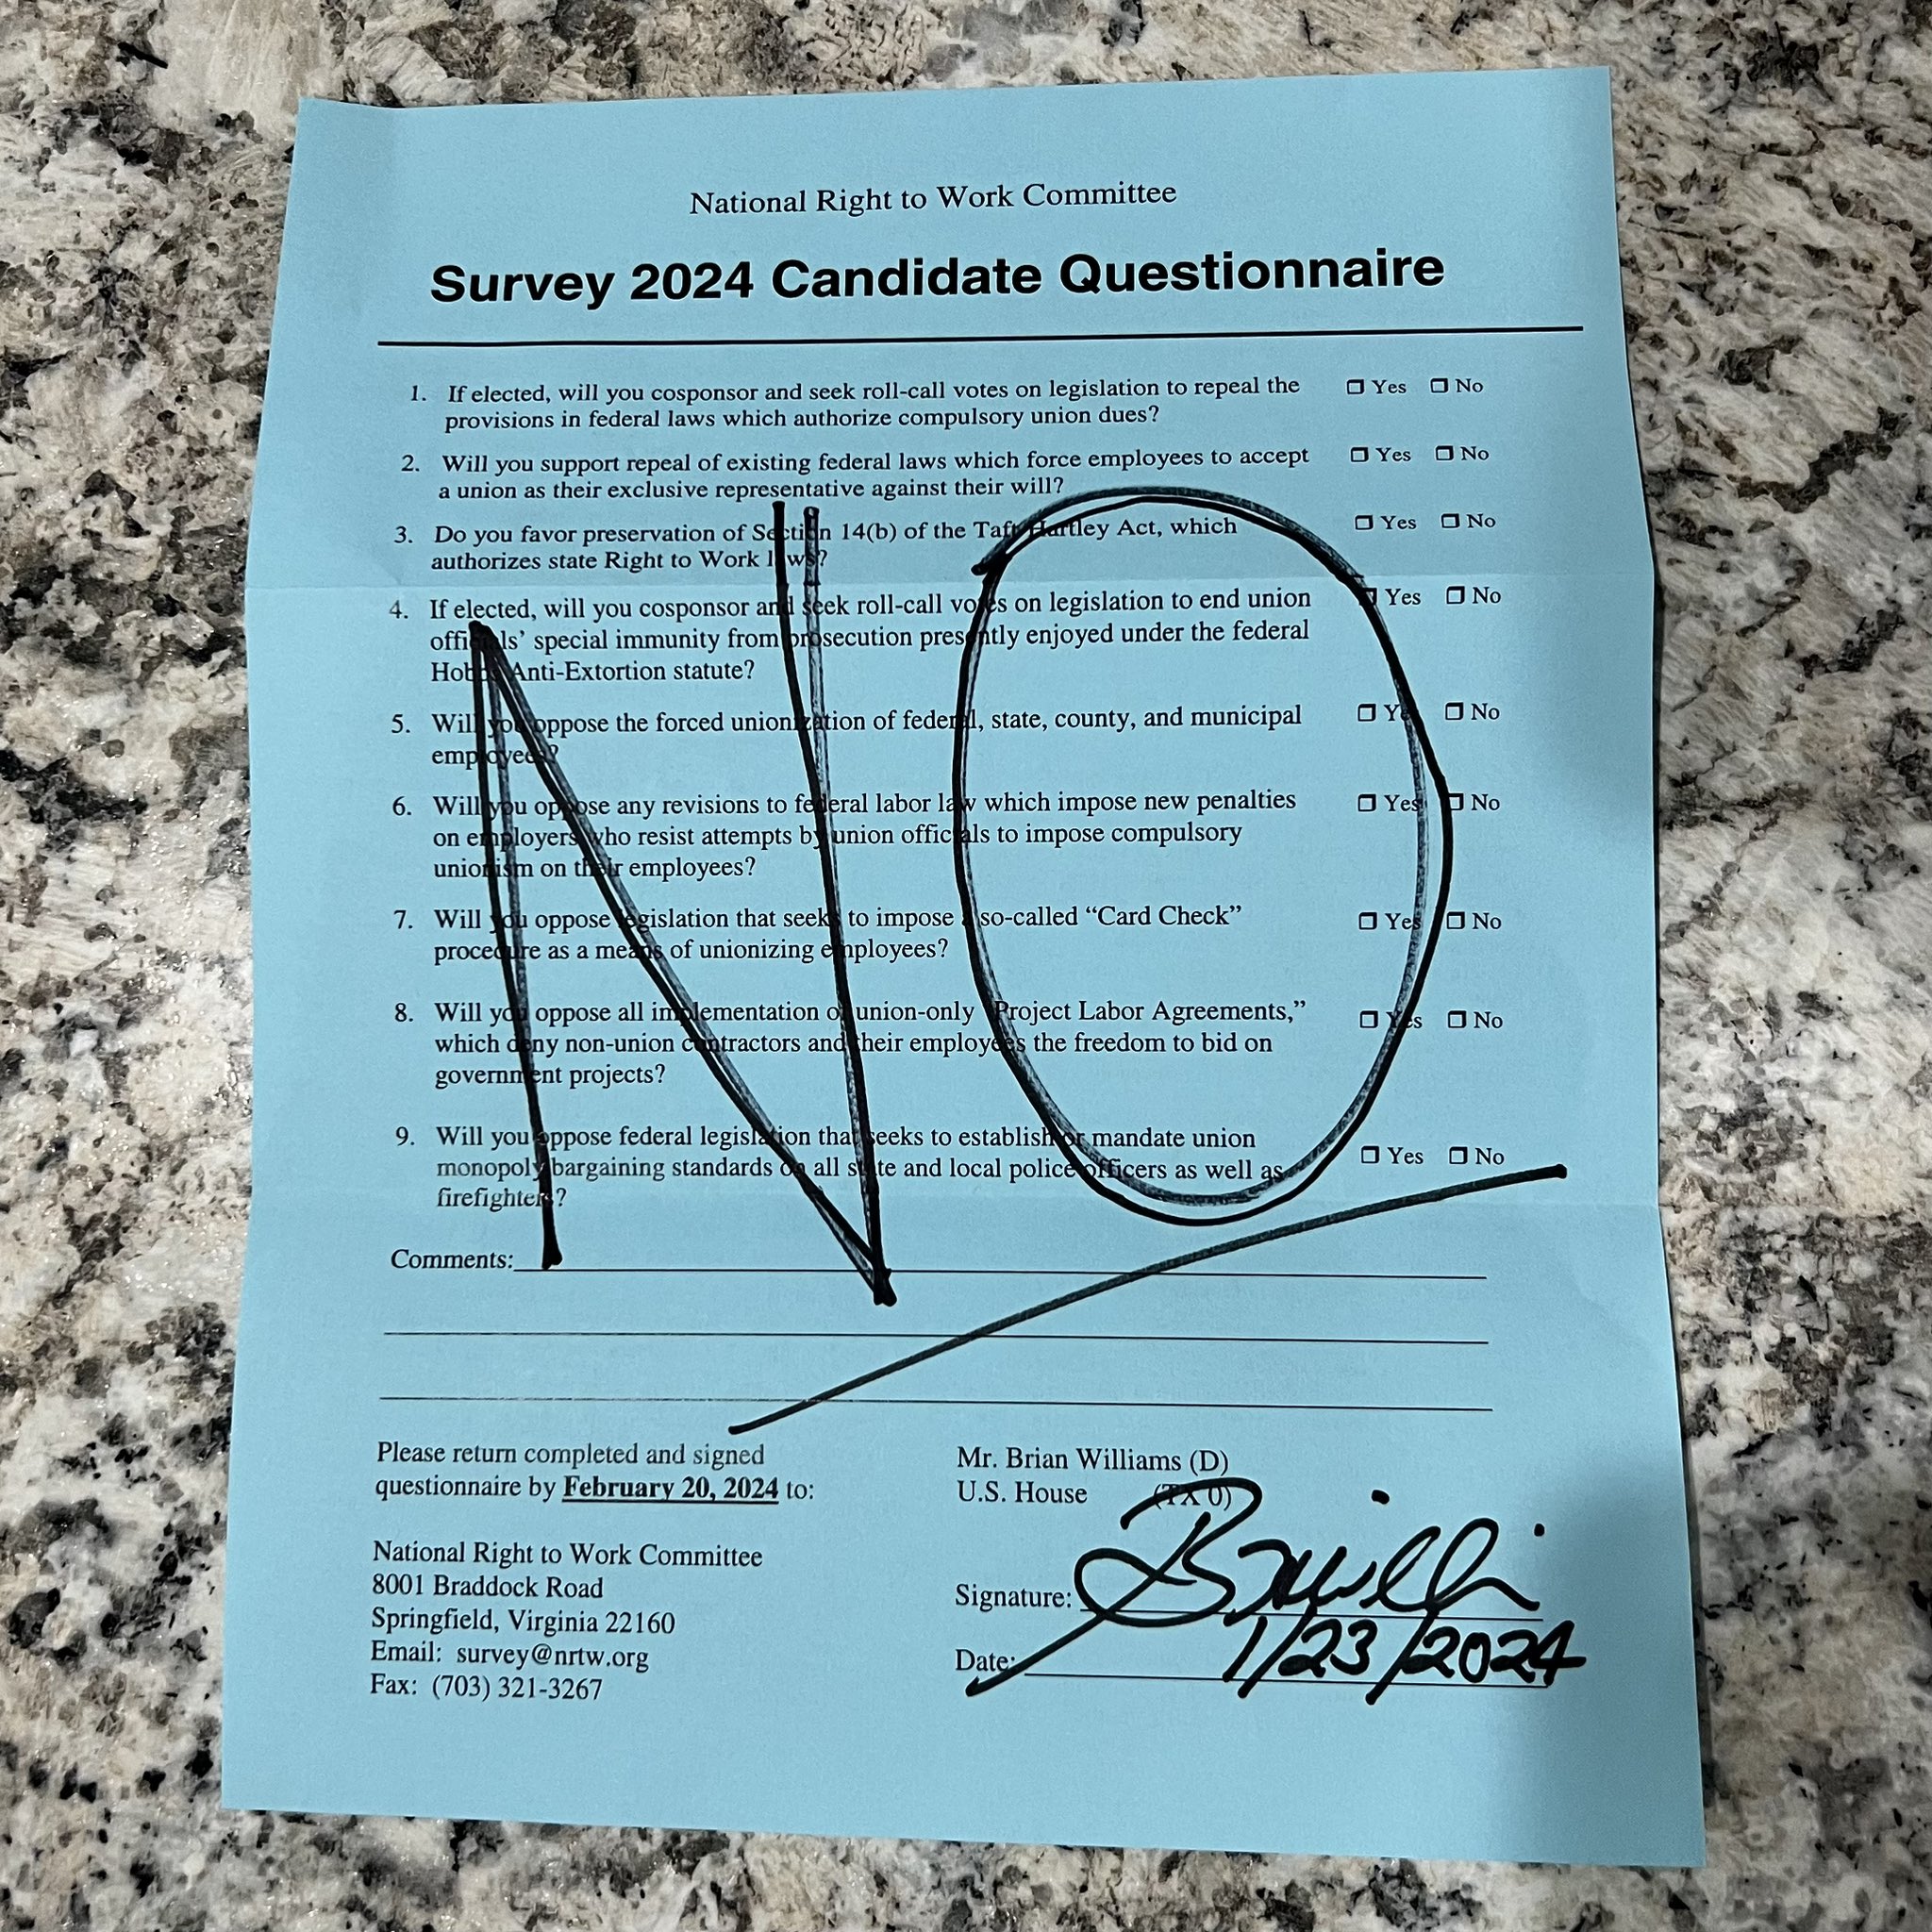 National Right to Work Committee
Survey 2024 Candidate Questionnaire
1. If elected, will you cosponsor and seek roll-call votes on legislation to repeal the ❒ Yes ❒ No
provisions in federal laws which authorize compulsory union dues?
2. Will you support repeal of existing federal laws which force employees to accept ❒ Yes ❒ No
a union as their exclusive representative against their will?
3. Do you favor preservation of Section 14(b) of the Taft-Hartley Act, which ❒ Yes ❒ No
authorizes state Right to Work laws?
4. If elected, will you cosponsor and seek roll-call votes on legislation to end union ❒ Yes ❒ No
officials’ special immunity from prosecution presently enjoyed under the federal
Hobbs Anti-Extortion statute?
5. Will you oppose the forced unionization of federal, state, county, and municipal ❒ Yes ❒ No
employees?
6. Will you oppose any revisions to federal labor law which impose new penalties ❒ Yes ❒ No
on employers who resist attempts by union officials to impose compulsory
unionism on their employees?
7. Will you oppose legislation that seeks to impose a so-called “Card Check” ❒ Yes ❒ No
procedure as a means of unionizing employees?
8. Will you oppose all implementation of union-only “Project Labor Agreements,” ❒ Yes ❒ No
which deny non-union contractors and their employees the freedom to bid on
government projects?
9. Will you oppose federal legislation that seeks to establish or mandate union ❒ Yes ❒ No
monopoly bargaining standards on all state and local police officers as well as
firefighters?
NO
Comments:
Please return completed and signed
questionnaire by February 20, 2024 to:
National Right to Work Committee
8001 Braddock Road
Springfield, Virginia 22160
Email: survey@nrtw.org
Fax: (703) 321-3267
Mr. Brian Williams (D)
U.S. House (TX 0)
Signature:
Date: 1/23/2024